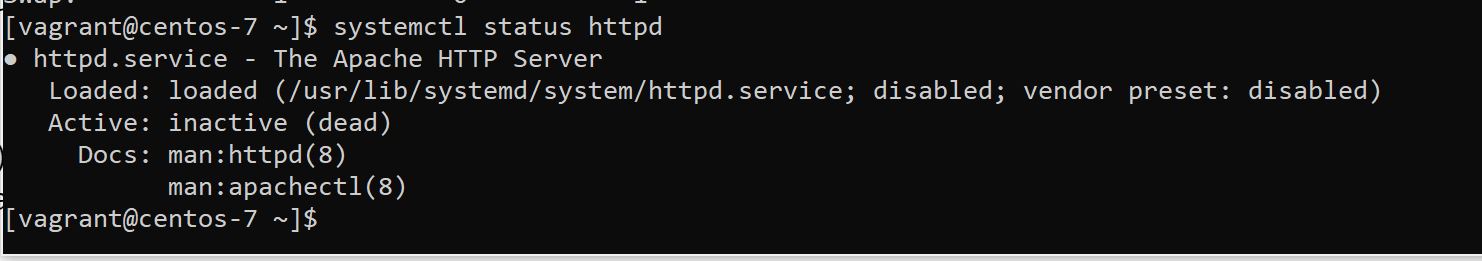 [vagrant@centos-7 ~]$ systemctl status httpd
● httpd.service - The Apache HTTP Server
   Loaded: loaded (/usr/lib/systemd/system/httpd.service; disabled; vendor preset: disabled)
   Active: inactive (dead)
     Docs: man:httpd(8)
           man:apachectl(8)
[vagrant@centos-7 ~]$